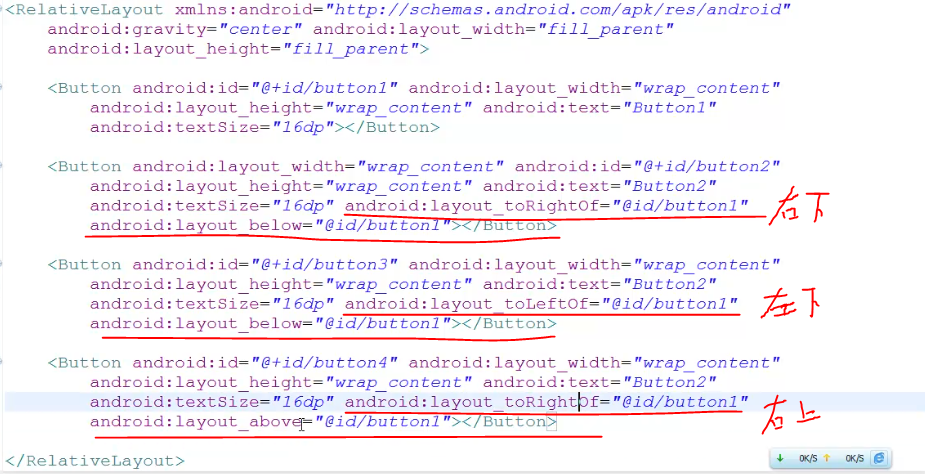 <RelativeLayout xmlns:android="http://schemas.android.com/apk/res/android"
android:gravity="center" android:layout_width="fill_parent"
android:layout_height="fill_parent">
<Button android:id="@+id/button1" android:layout_width="wrap_content"
android:layout_height="wrap_content" android:text="Button1"
android:textSize="16dp"></Button>
<Button android:layout_width="wrap_content" android:id="@+id/button2"
android:layout_height="wrap_content" android:text="Button2"
android:textSize="16dp" android:layout_toRightOf="@id/button1"
android:layout_below="@id/button1"></Button>
右下
<Button android:id="@+id/button3" android:layout_width="wrap_content"
android:layout_height="wrap_content" android:text="Button2"
android:textSize="16dp" android:layout_toLeftOf="@id/button1"
android:layout_below="@id/button1"></Button>
左下
<Button android:id="@+id/button4" android:layout_width="wrap_content"
android:layout_height="wrap_content" android:text="Button2"
android:textSize="16dp" android:layout_toRightOf="@id/button1"
android:layout_above="@id/button1"></Button>
右上
</RelativeLayout>
0K/S 0K/S